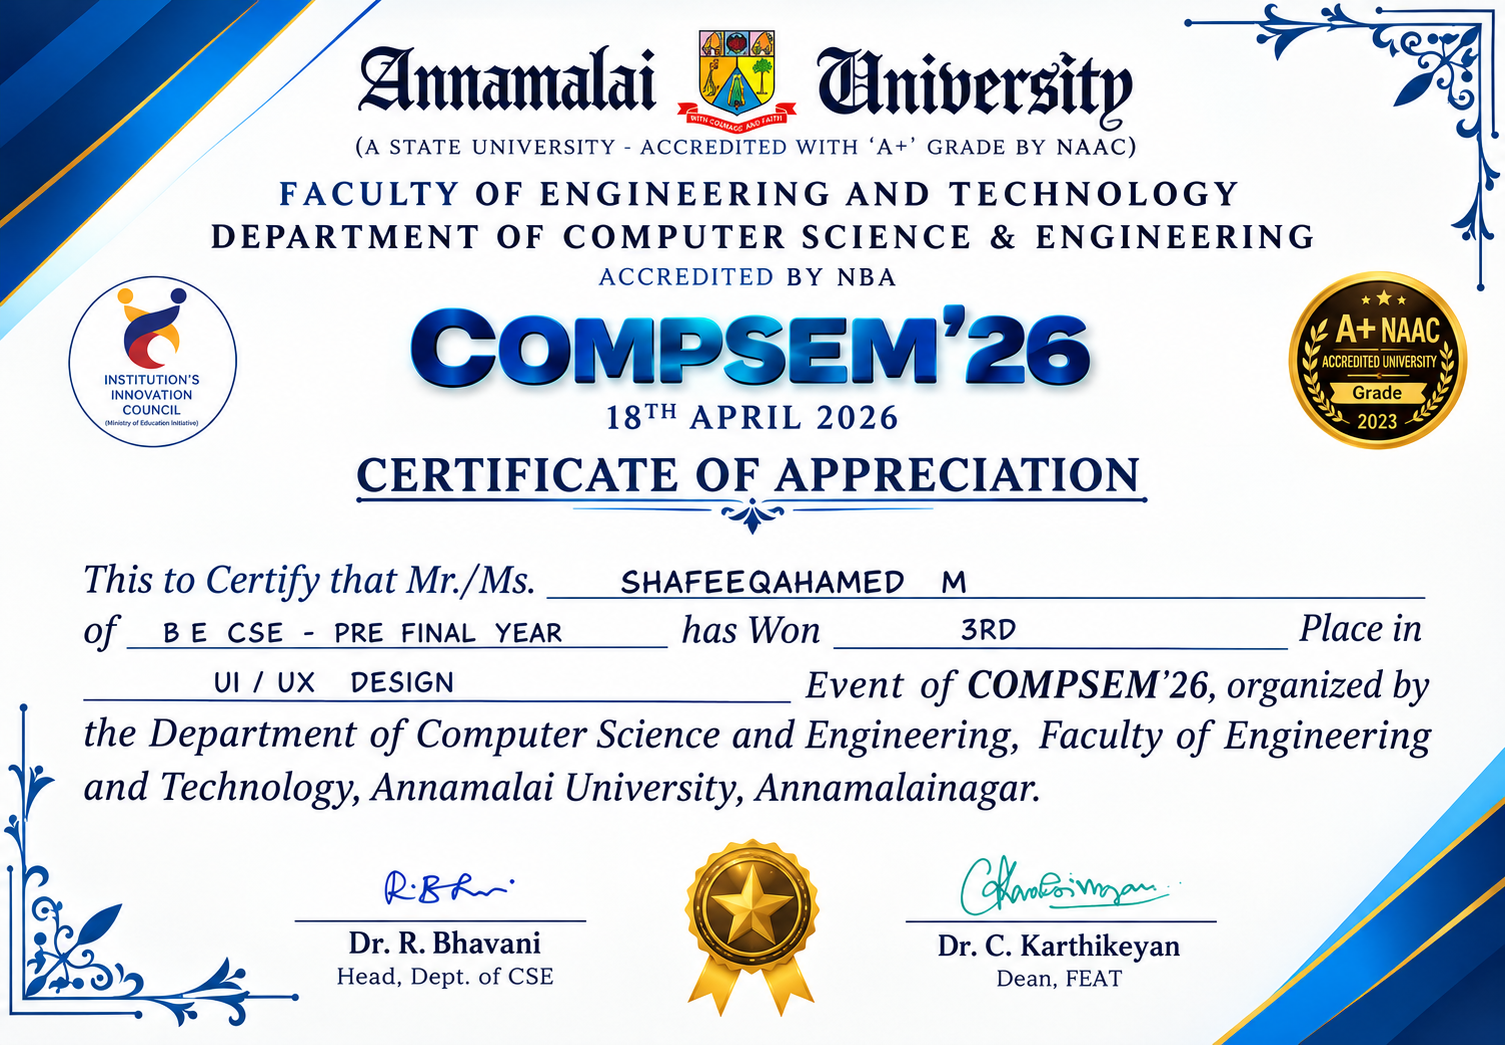 Annamalai University
WITH COURAGE AND FAITH
(A STATE UNIVERSITY - ACCREDITED WITH ‘A+’ GRADE BY NAAC)
FACULTY OF ENGINEERING AND TECHNOLOGY
DEPARTMENT OF COMPUTER SCIENCE & ENGINEERING
ACCREDITED BY NBA
INSTITUTION'S
INNOVATION
COUNCIL
(Ministry of Education Initiative)
COMPSEM’26
18TH APRIL 2026
A+ NAAC
ACCREDITED UNIVERSITY
Grade
2023
CERTIFICATE OF APPRECIATION
This to Certify that Mr./Ms. SHAFEEQAHAMED M
of B E CSE - PRE FINAL YEAR has Won 3RD Place in
UI / UX DESIGN Event of COMPSEM’26, organized by
the Department of Computer Science and Engineering, Faculty of Engineering
and Technology, Annamalai University, Annamalainagar.
Dr. R. Bhavani
Head, Dept. of CSE
Dr. C. Karthikeyan
Dean, FEAT